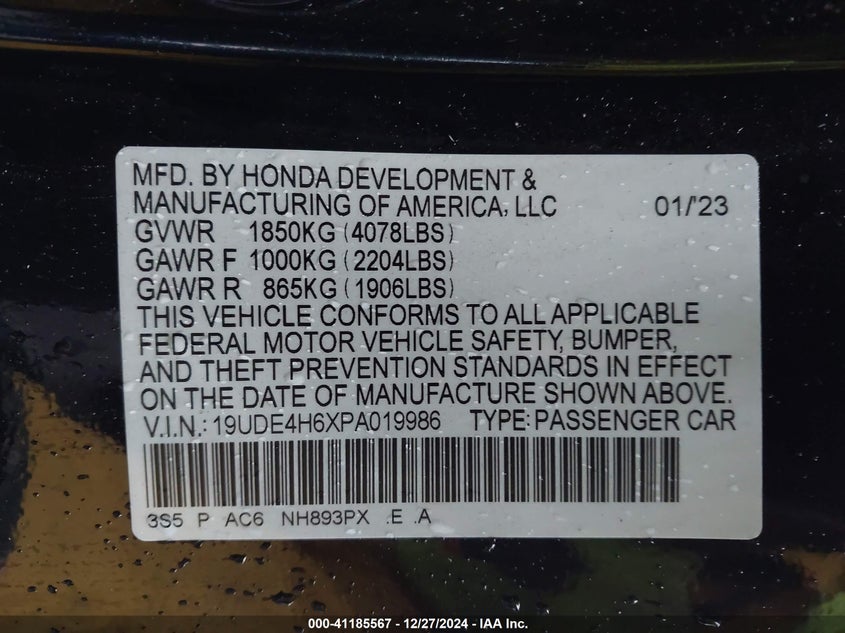 MFD. BY HONDA DEVELOPMENT &
MANUFACTURING OF AMERICA, LLC 01/'23
GVWR 1850KG (4078LBS)
GAWR F 1000KG (2204LBS)
GAWR R 865KG (1906LBS)
THIS VEHICLE CONFORMS TO ALL APPLICABLE
FEDERAL MOTOR VEHICLE SAFETY, BUMPER,
AND THEFT PREVENTION STANDARDS IN EFFECT
ON THE DATE OF MANUFACTURE SHOWN ABOVE.
V.I.N.: 19UDE4H6XPA019986 TYPE: PASSENGER CAR
3S5 P AC6 NH893PX .E .A
000-41185567 - 12/27/2024 - IAA Inc.